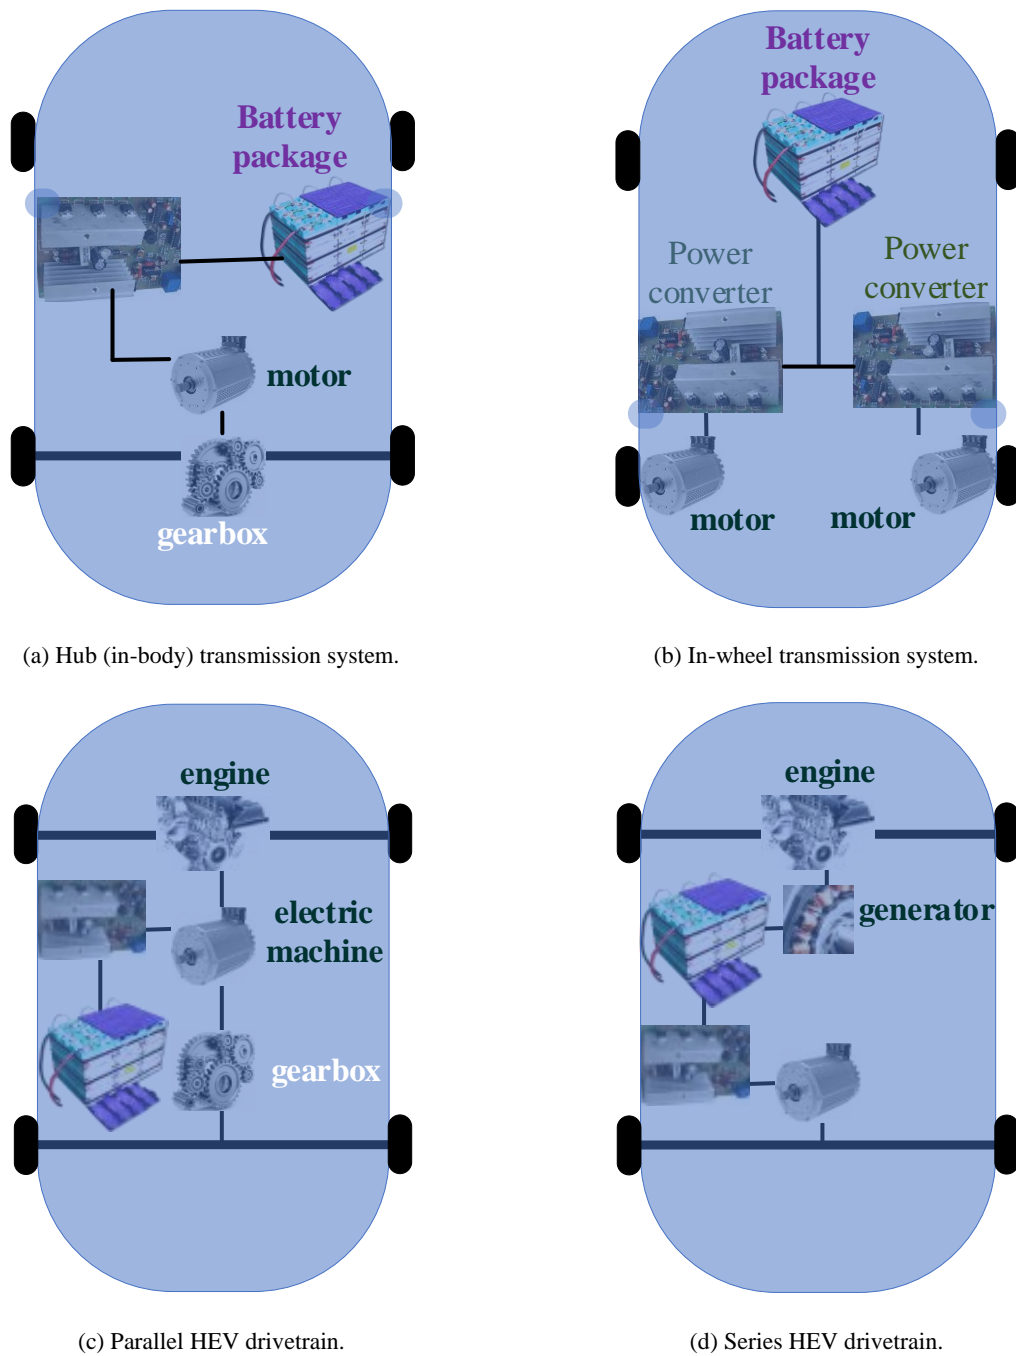 Battery
package
motor
gearbox
(a) Hub (in-body) transmission system.
Battery
package
Power
converter
Power
converter
motor
motor
(b) In-wheel transmission system.
engine
electric
machine
gearbox
(c) Parallel HEV drivetrain.
engine
generator
(d) Series HEV drivetrain.